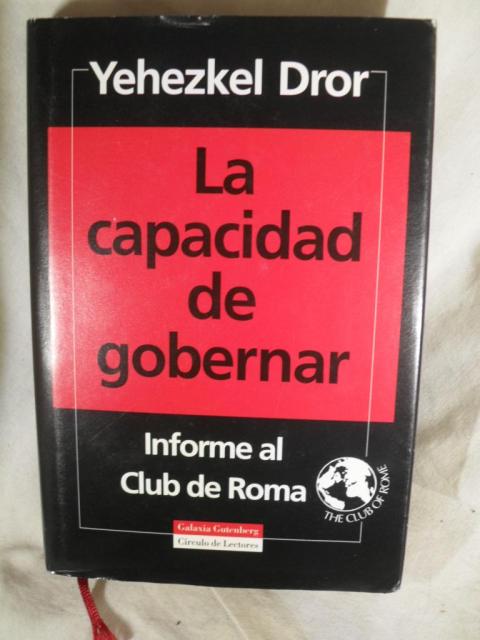 Yehezkel Dror
La
capacidad
de
gobernar
Informe al
Club de Roma
THE CLUB OF ROME
Galaxia Gutenberg
Círculo de Lectores